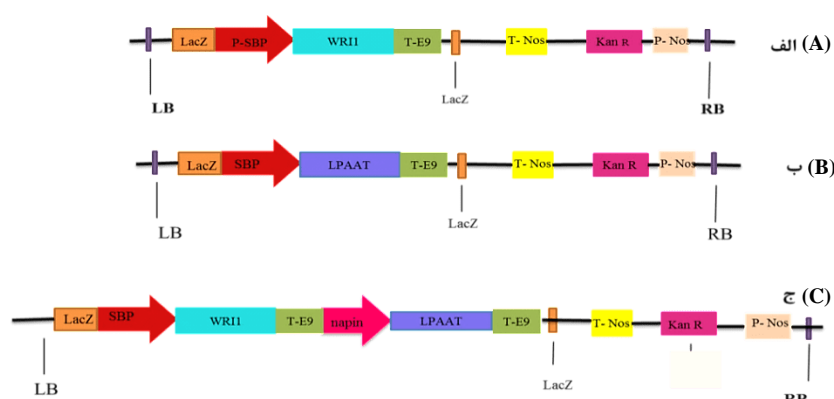 LacZ P-SBP WRI1 T-E9 T- Nos Kan R P- Nos (A) الف
LB LacZ RB
LacZ SBP LPAAT T-E9 T- Nos Kan R P- Nos (B) ب
LB LacZ RB
(C) ج
LacZ SBP WRI1 T-E9 napin LPAAT T-E9 T- Nos Kan R P- Nos
LB LacZ RB